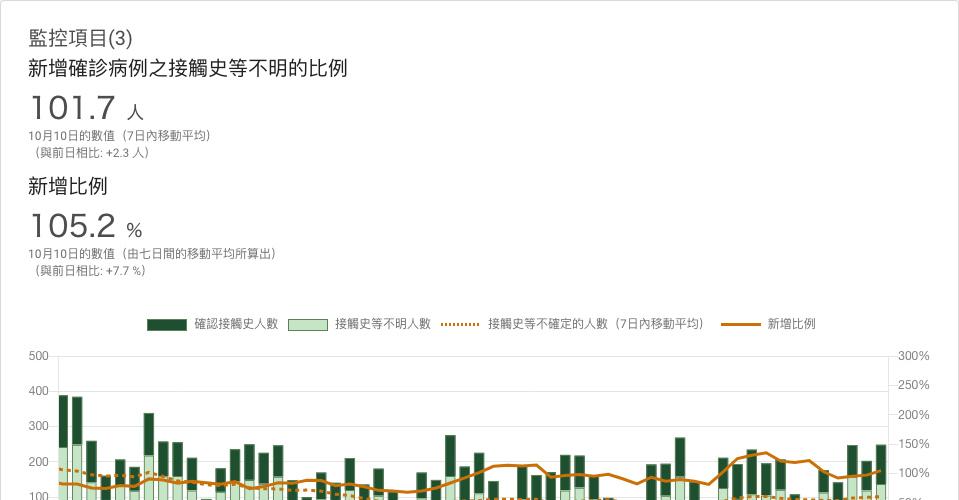 監控項目(3)
新增確診病例之接觸史等不明的比例
101.7 人
10月10日的數值（7日內移動平均）
（與前日相比: +2.3 人）
新增比例
105.2 %
10月10日的數值（由七日間的移動平均所算出）
（與前日相比: +7.7 %）
確認接觸史人數 接觸史等不明人數 接觸史等不確定的人數（7日內移動平均） 新增比例
500 300%
250%
400
200%
300
150%
200
100%
100